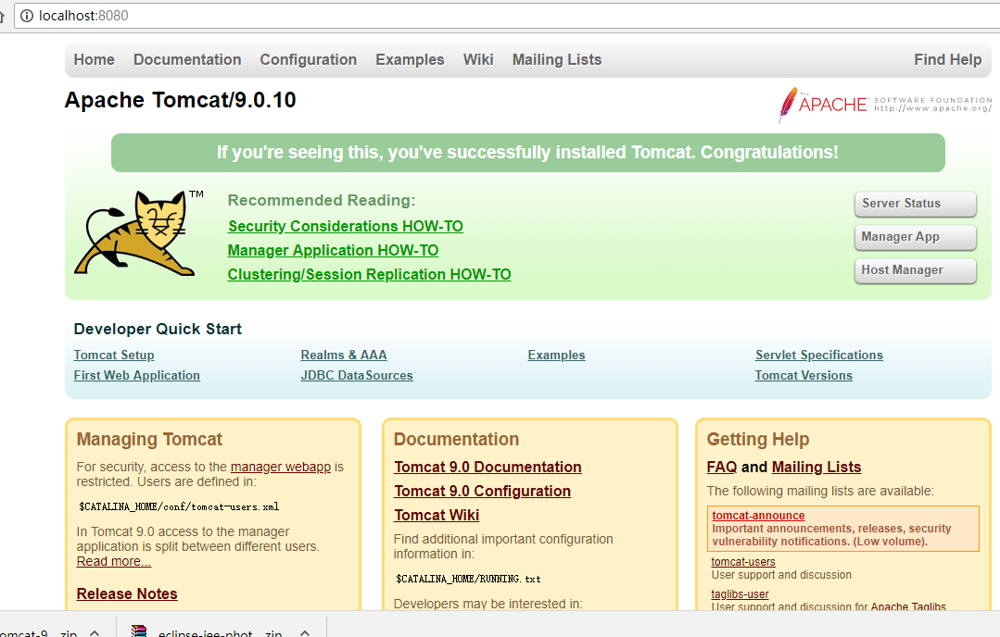 localhost:8080
Home Documentation Configuration Examples Wiki Mailing Lists Find Help
Apache Tomcat/9.0.10
THE APACHE SOFTWARE FOUNDATION
http://www.apache.org/
If you're seeing this, you've successfully installed Tomcat. Congratulations!
TM
Recommended Reading:
Security Considerations HOW-TO
Manager Application HOW-TO
Clustering/Session Replication HOW-TO
Server Status
Manager App
Host Manager
Developer Quick Start
Tomcat Setup
First Web Application
Realms & AAA
JDBC DataSources
Examples
Servlet Specifications
Tomcat Versions
Managing Tomcat
For security, access to the manager webapp is
restricted. Users are defined in:
$CATALINA_HOME/conf/tomcat-users.xml
In Tomcat 9.0 access to the manager
application is split between different users.
Read more...
Release Notes
Documentation
Tomcat 9.0 Documentation
Tomcat 9.0 Configuration
Tomcat Wiki
Find additional important configuration
information in:
$CATALINA_HOME/RUNNING.txt
Developers may be interested in:
Getting Help
FAQ and Mailing Lists
The following mailing lists are available:
tomcat-announce
Important announcements, releases, security
vulnerability notifications. (Low volume).
tomcat-users
User support and discussion
taglibs-user
User support and discussion for Apache Taglibs
omcat-9....zip
eclipse-jee-phot....zip